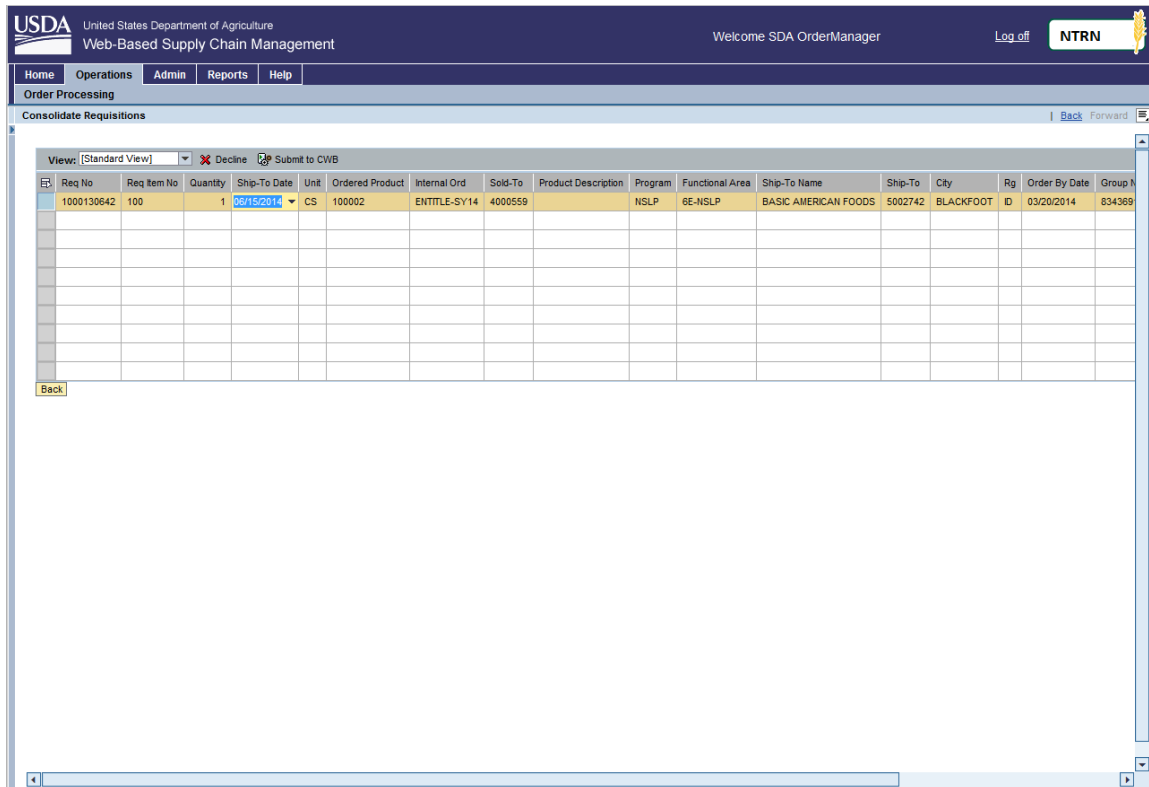 USDA United States Department of Agriculture
Web-Based Supply Chain Management Welcome SDA OrderManager Log off NTRN
Home Operations Admin Reports Help
Order Processing
Consolidate Requisitions | Back Forward
View: [Standard View] Decline Submit to CWB
Req No Req Item No Quantity Ship-To Date Unit Ordered Product Internal Ord Sold-To Product Description Program Functional Area Ship-To Name Ship-To City Rg Order By Date Group N
1000130642 100 1 06/15/2014 CS 100002 ENTITLE-SY14 4000559 NSLP 6E-NSLP BASIC AMERICAN FOODS 5002742 BLACKFOOT ID 03/20/2014 834369
Back